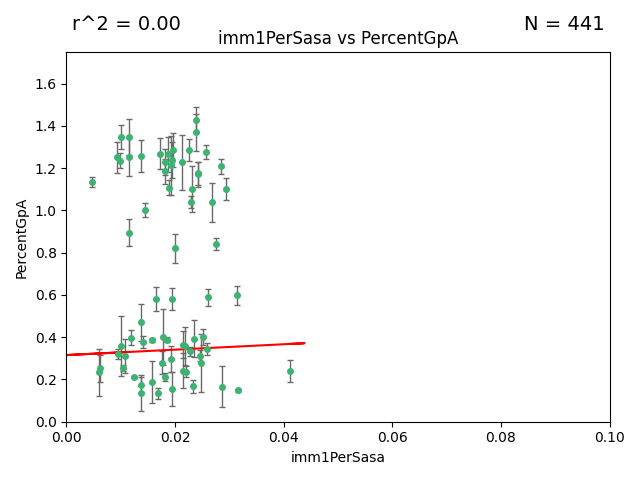 r^2 = 0.00
N = 441
imm1PerSasa vs PercentGpA
PercentGpA
1.6
1.4
1.2
1.0
0.8
0.6
0.4
0.2
0.0
0.00 0.02 0.04 0.06 0.08 0.10
imm1PerSasa